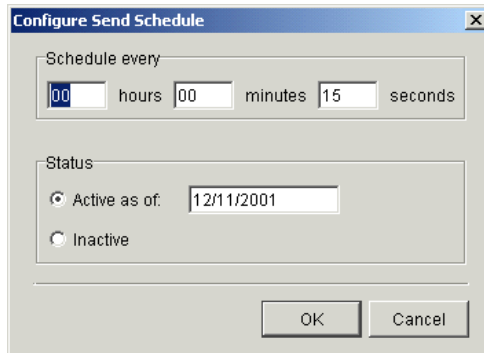 Configure Send Schedule
Schedule every
00 hours 00 minutes 15 seconds
Status
Active as of: 12/11/2001
Inactive
OK Cancel